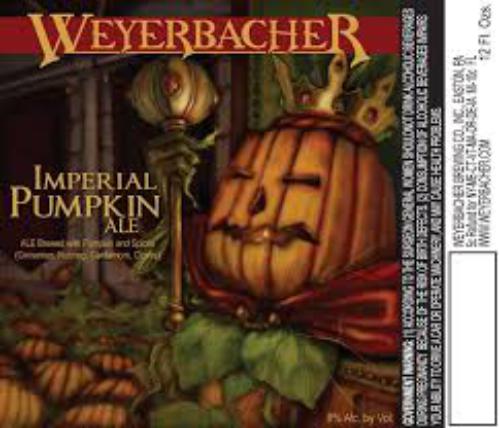 WEYERBACHER
IMPERIAL
PUMPKIN
ALE
ALE Brewed with Pumpkin and Spices
(Cinnamon, Nutmeg, Cardamom, Cloves)
8% Alc. by Vol.
GOVERNMENT WARNING: (1) ACCORDING TO THE SURGEON GENERAL, WOMEN SHOULD NOT DRINK ALCOHOLIC BEVERAGES
DURING PREGNANCY BECAUSE OF THE RISK OF BIRTH DEFECTS. (2) CONSUMPTION OF ALCOHOLIC BEVERAGES IMPAIRS
YOUR ABILITY TO DRIVE A CAR OR OPERATE MACHINERY, AND MAY CAUSE HEALTH PROBLEMS.
WEYERBACHER BREWING CO., INC., EASTON, PA
5c Refund
WWW.WEYERBACHER.COM
12 Fl. Ozs.